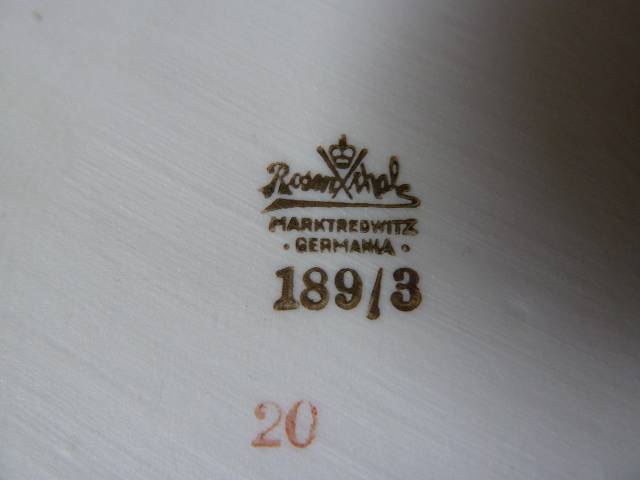 Rosenthal
MARKTREDWITZ
· GERMANIA ·
189/3
20